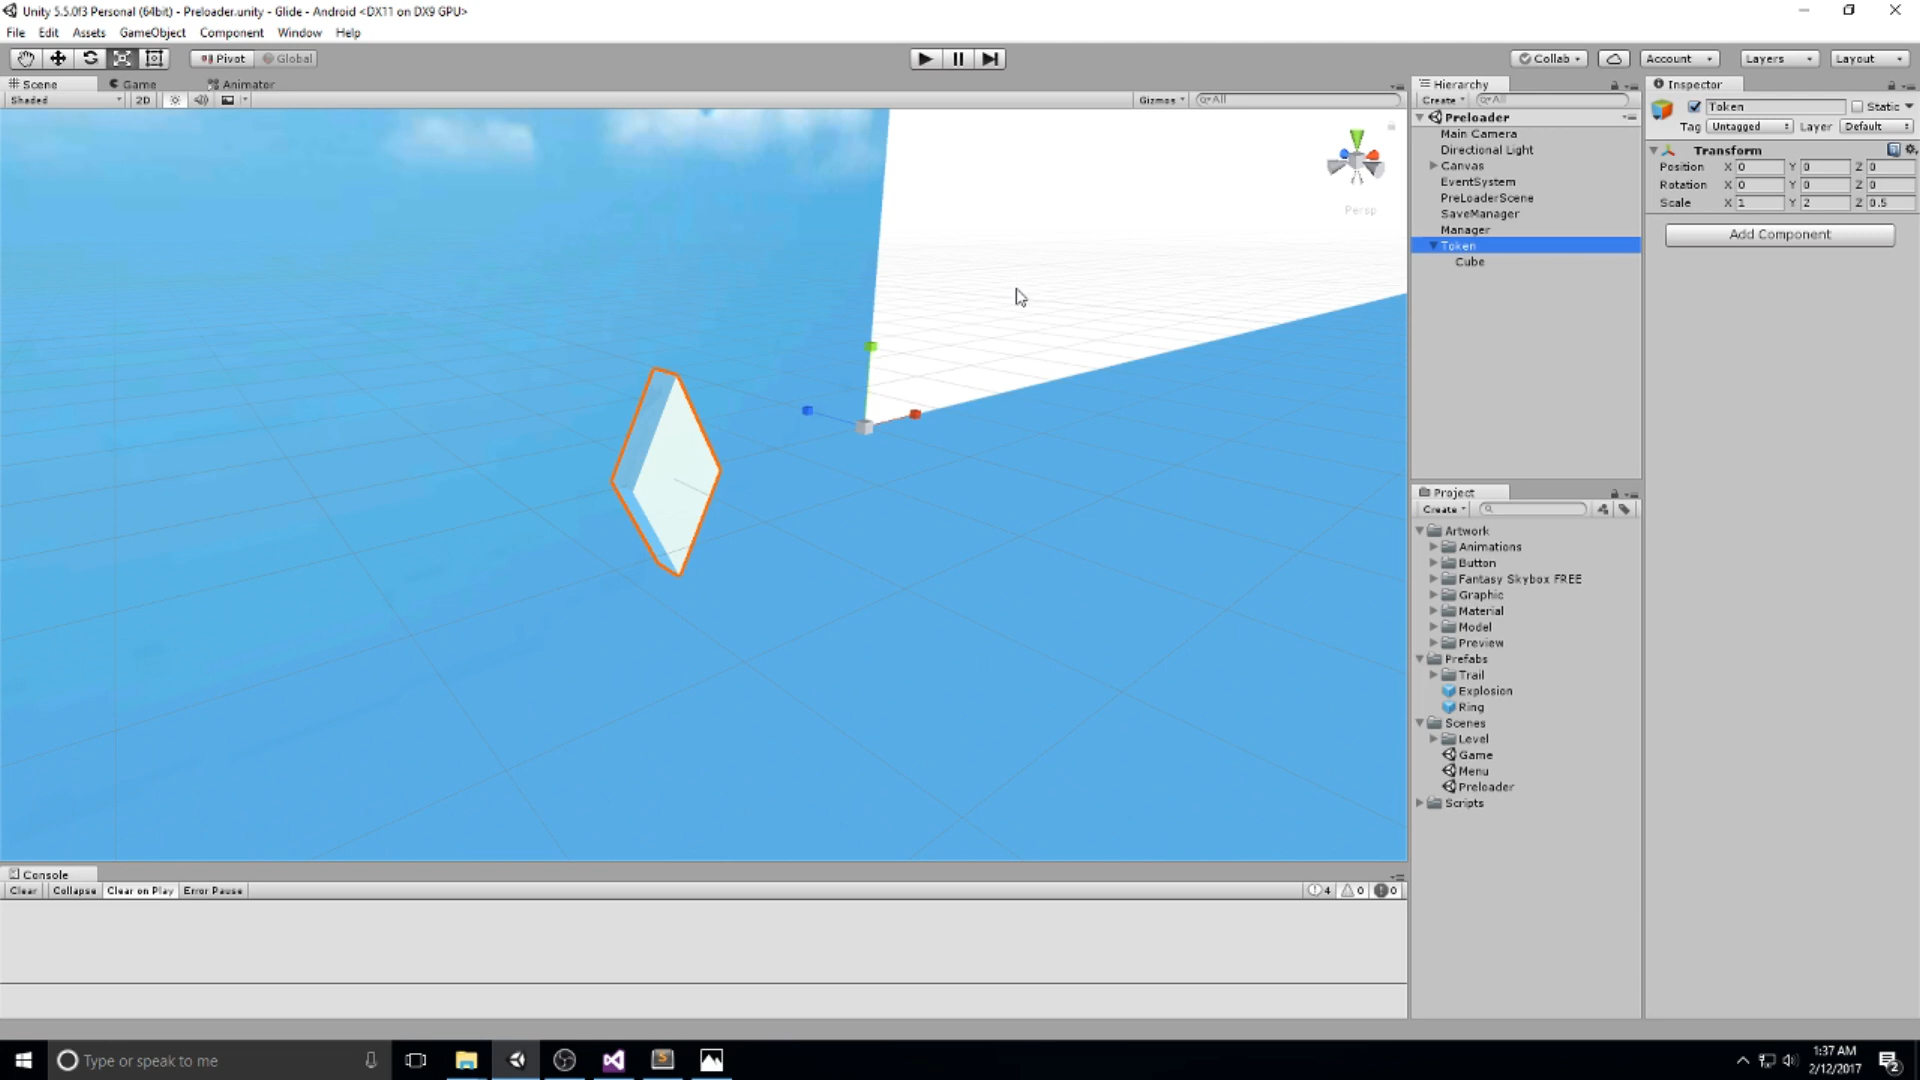 Unity 5.5.0f3 Personal (64bit) - Preloader.unity - Glide - Android <DX11 on DX9 GPU>
File Edit Assets GameObject Component Window Help
Pivot Global Collab Account Layers Layout
Scene Game Animator
Shaded 2D Gizmos All
Persp
Hierarchy
Create All
Preloader
Main Camera
Directional Light
Canvas
EventSystem
PreLoaderScene
SaveManager
Manager
Token
Cube
Inspector
Token Static
Tag Untagged Layer Default
Transform
Position X 0 Y 0 Z 0
Rotation X 0 Y 0 Z 0
Scale X 1 Y 2 Z 0.5
Add Component
Project
Create
Artwork
Animations
Button
Fantasy Skybox FREE
Graphic
Material
Model
Preview
Prefabs
Trail
Explosion
Ring
Scenes
Level
Game
Menu
Preloader
Scripts
Console
Clear Collapse Clear on Play Error Pause 4 0 0
Type or speak to me
1:37 AM
2/12/2017
2